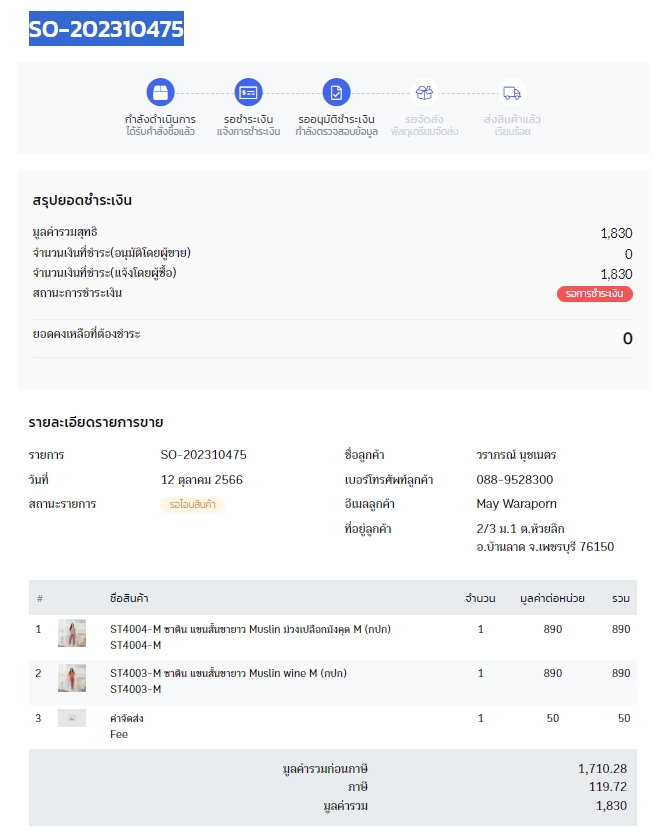 SO-202310475
กำลังดำเนินการ
ได้รับคำสั่งซื้อแล้ว
รอชำระเงิน
แจ้งการชำระเงิน
รออนุมัติชำระเงิน
กำลังตรวจสอบข้อมูล
รอจัดส่ง
พัสดุเตรียมจัดส่ง
ส่งสินค้าแล้ว
เรียบร้อย
สรุปยอดชำระเงิน
มูลค่ารวมสุทธิ 1,830
จำนวนเงินที่ชำระ(อนุมัติโดยผู้ขาย) 0
จำนวนเงินที่ชำระ(แจ้งโดยผู้ซื้อ) 1,830
สถานะการชำระเงิน รอการชำระเงิน
ยอดคงเหลือที่ต้องชำระ 0
รายละเอียดรายการขาย
รายการ SO-202310475
วันที่ 12 ตุลาคม 2566
สถานะรายการ รอโอนสินค้า
ชื่อลูกค้า วราภรณ์ นุชเนตร
เบอร์โทรศัพท์ลูกค้า 088-9528300
อีเมลลูกค้า May Waraporn
ที่อยู่ลูกค้า 2/3 ม.1 ต.ห้วยลึก
อ.บ้านลาด จ.เพชรบุรี 76150
# ชื่อสินค้า จำนวน มูลค่าต่อหน่วย รวม
1 ST4004-M ซาติน แขนสั้นขายาว Muslin ม่วงเปลือกมังคุด M (กปก) 1 890 890
ST4004-M
2 ST4003-M ซาติน แขนสั้นขายาว Muslin wine M (กปก) 1 890 890
ST4003-M
3 ค่าจัดส่ง 1 50 50
Fee
มูลค่ารวมก่อนภาษี 1,710.28
ภาษี 119.72
มูลค่ารวม 1,830